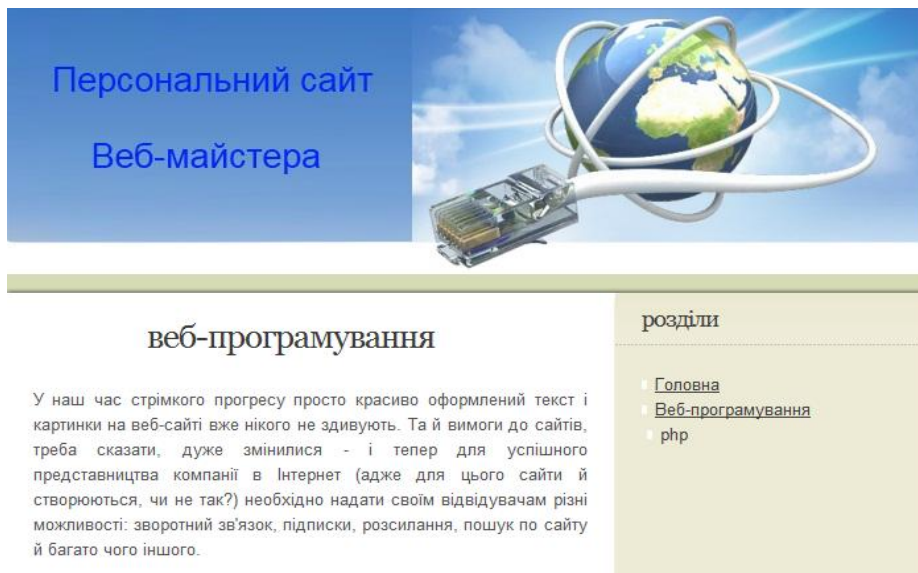 Персональний сайт
Веб-майстера
веб-програмування
У наш час стрімкого прогресу просто красиво оформлений текст і
картинки на веб-сайті вже нікого не здивують. Та й вимоги до сайтів,
треба сказати, дуже змінилися - і тепер для успішного
представництва компанії в Інтернет (адже для цього сайти й
створюються, чи не так?) необхідно надати своїм відвідувачам різні
можливості: зворотний зв'язок, підписки, розсилання, пошук по сайту
й багато чого іншого.
розділи
Головна
Веб-програмування
php